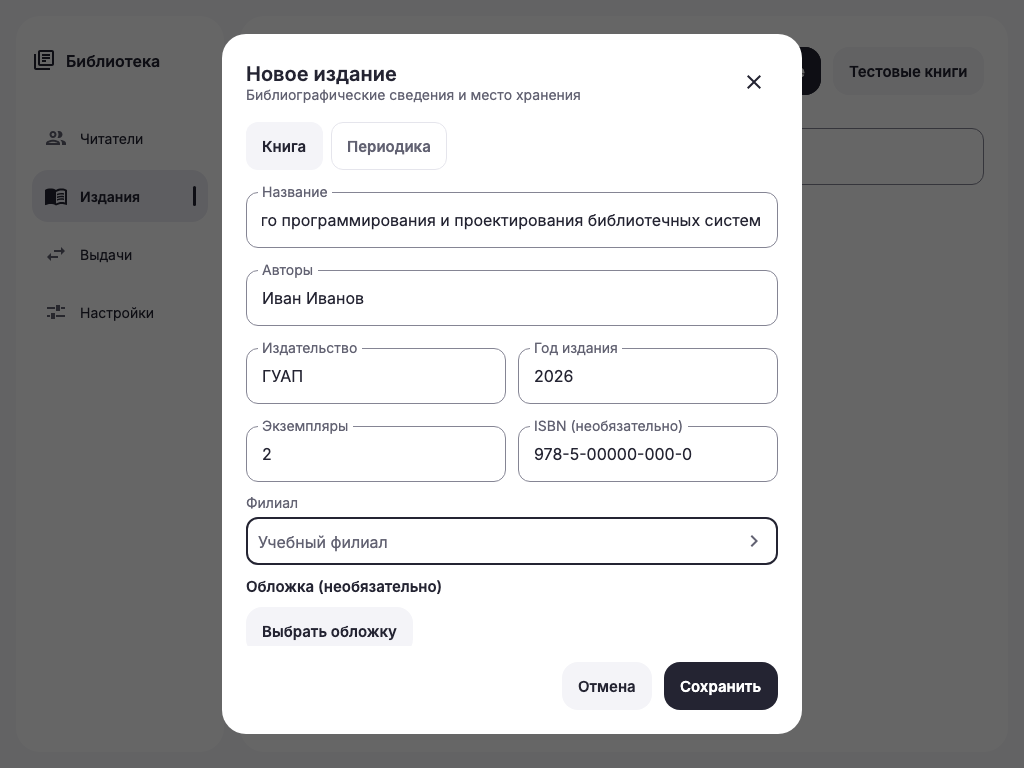 Библиотека
Читатели
Издания
Выдачи
Настройки
Тестовые книги
Новое издание
Библиографические сведения и место хранения
Книга
Периодика
Название
го программирования и проектирования библиотечных систем
Авторы
Иван Иванов
Издательство
ГУАП
Год издания
2026
Экземпляры
2
ISBN (необязательно)
978-5-00000-000-0
Филиал
Учебный филиал
Обложка (необязательно)
Выбрать обложку
Отмена
Сохранить